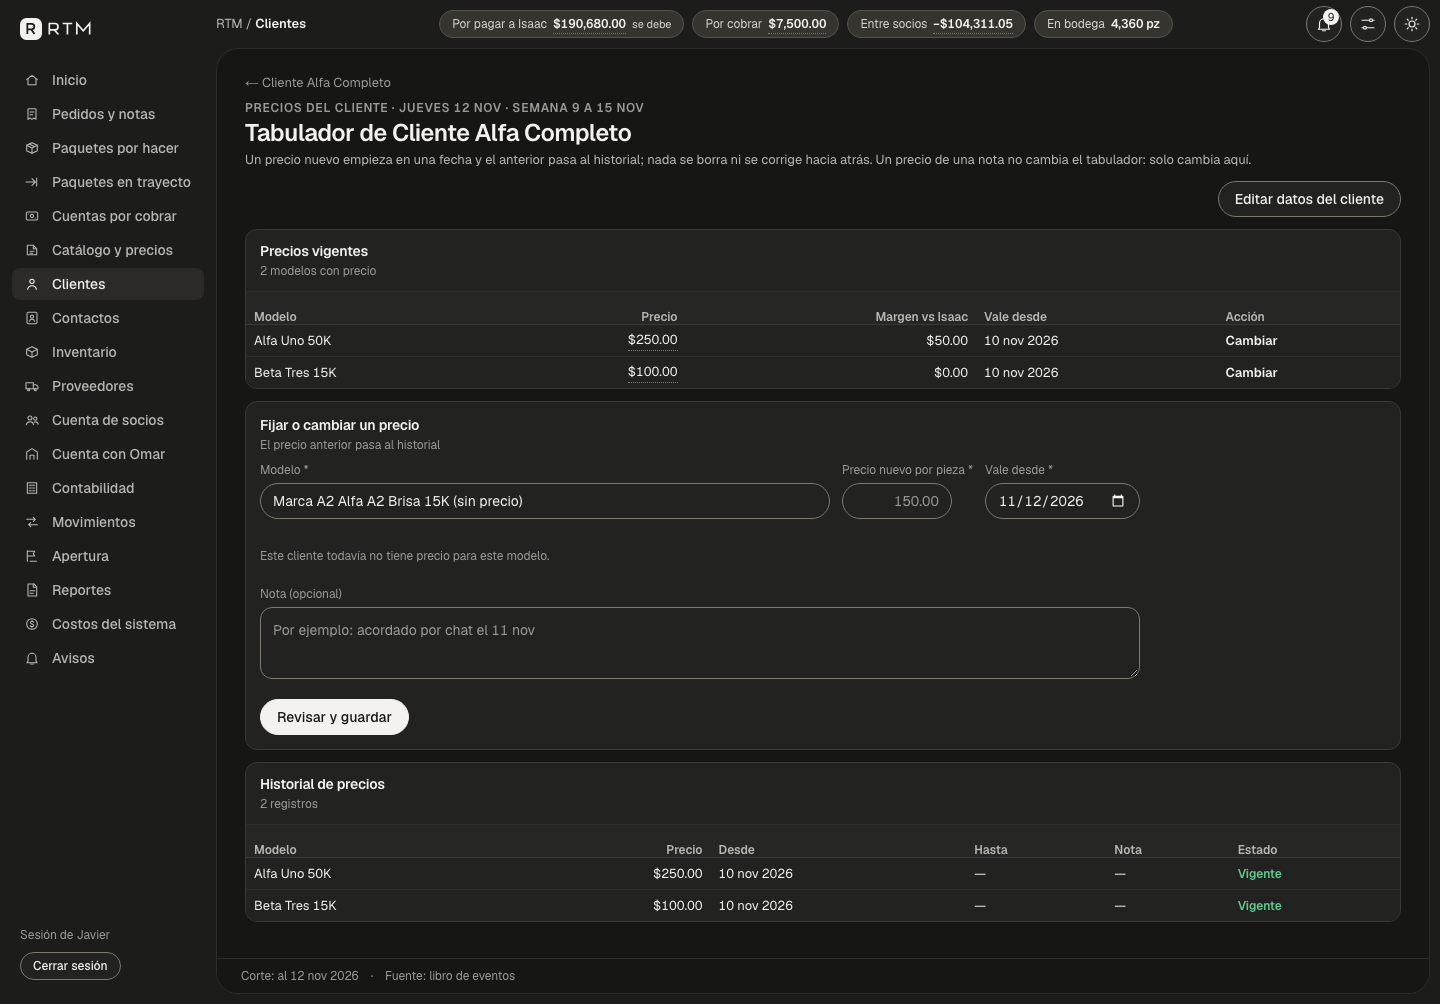 R RTM
RTM / Clientes
Por pagar a Isaac $190,680.00 se debe
Por cobrar $7,500.00
Entre socios −$104,311.05
En bodega 4,360 pz
9
Inicio
Pedidos y notas
Paquetes por hacer
Paquetes en trayecto
Cuentas por cobrar
Catálogo y precios
Clientes
Contactos
Inventario
Proveedores
Cuenta de socios
Cuenta con Omar
Contabilidad
Movimientos
Apertura
Reportes
Costos del sistema
Avisos
Sesión de Javier
Cerrar sesión
← Cliente Alfa Completo
PRECIOS DEL CLIENTE · JUEVES 12 NOV · SEMANA 9 A 15 NOV
Tabulador de Cliente Alfa Completo
Un precio nuevo empieza en una fecha y el anterior pasa al historial; nada se borra ni se corrige hacia atrás. Un precio de una nota no cambia el tabulador: solo cambia aquí.
Editar datos del cliente
Precios vigentes
2 modelos con precio
Modelo Precio Margen vs Isaac Vale desde Acción
Alfa Uno 50K $250.00 $50.00 10 nov 2026 Cambiar
Beta Tres 15K $100.00 $0.00 10 nov 2026 Cambiar
Fijar o cambiar un precio
El precio anterior pasa al historial
Modelo * Precio nuevo por pieza * Vale desde *
Marca A2 Alfa A2 Brisa 15K (sin precio) 150.00 11/12/2026
Este cliente todavía no tiene precio para este modelo.
Nota (opcional)
Por ejemplo: acordado por chat el 11 nov
Revisar y guardar
Historial de precios
2 registros
Modelo Precio Desde Hasta Nota Estado
Alfa Uno 50K $250.00 10 nov 2026 — — Vigente
Beta Tres 15K $100.00 10 nov 2026 — — Vigente
Corte: al 12 nov 2026 · Fuente: libro de eventos